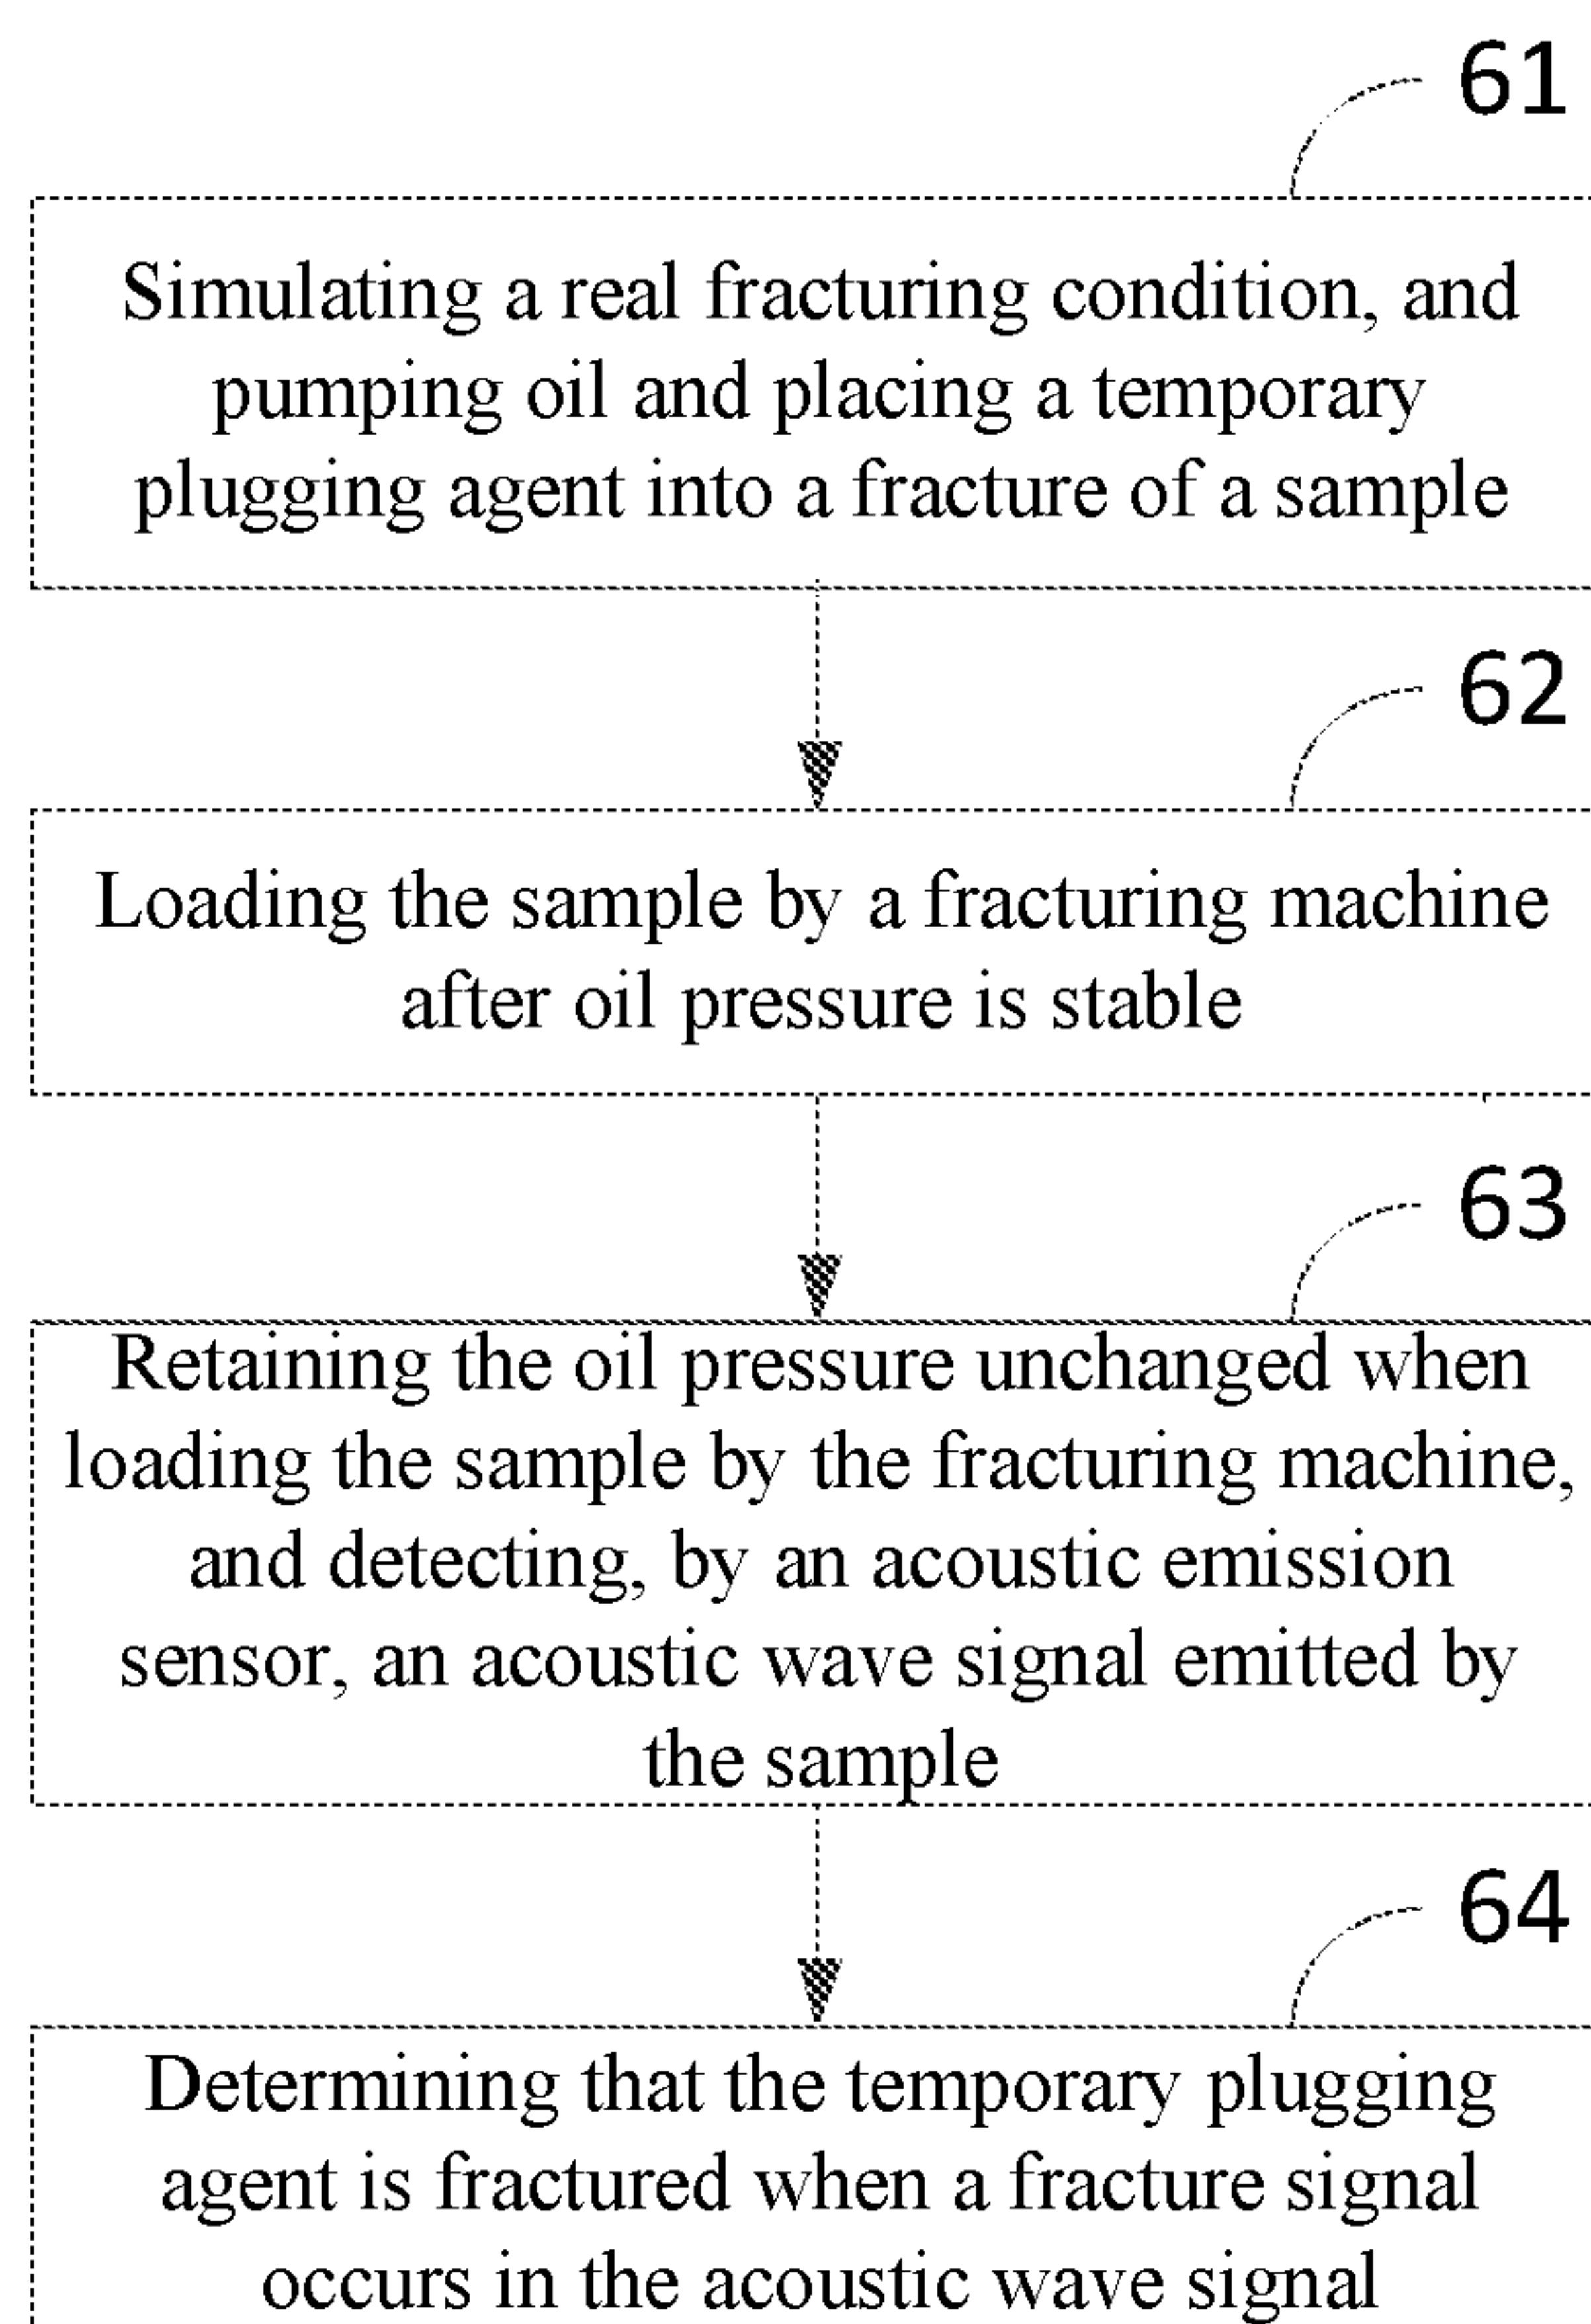 61
Simulating a real fracturing condition, and
pumping oil and placing a temporary
plugging agent into a fracture of a sample
62
Loading the sample by a fracturing machine
after oil pressure is stable
63
Retaining the oil pressure unchanged when
loading the sample by the fracturing machine,
and detecting, by an acoustic emission
sensor, an acoustic wave signal emitted by
the sample
64
Determining that the temporary plugging
agent is fractured when a fracture signal
occurs in the acoustic wave signal